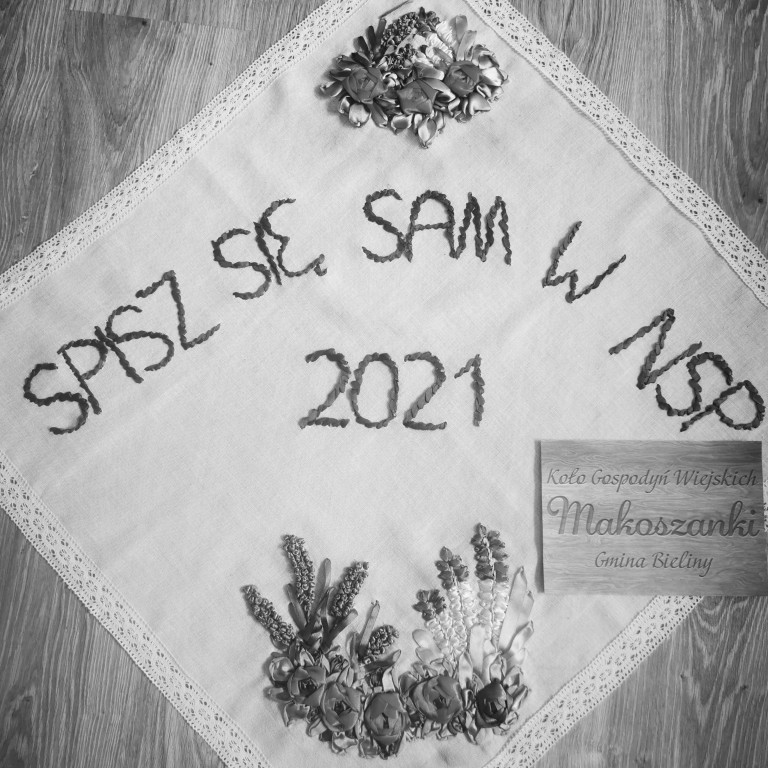 SPISZ SIĘ SAM W NSP
2021
Koło Gospodyń Wiejskich
Makoszanki
Gmina Bieliny